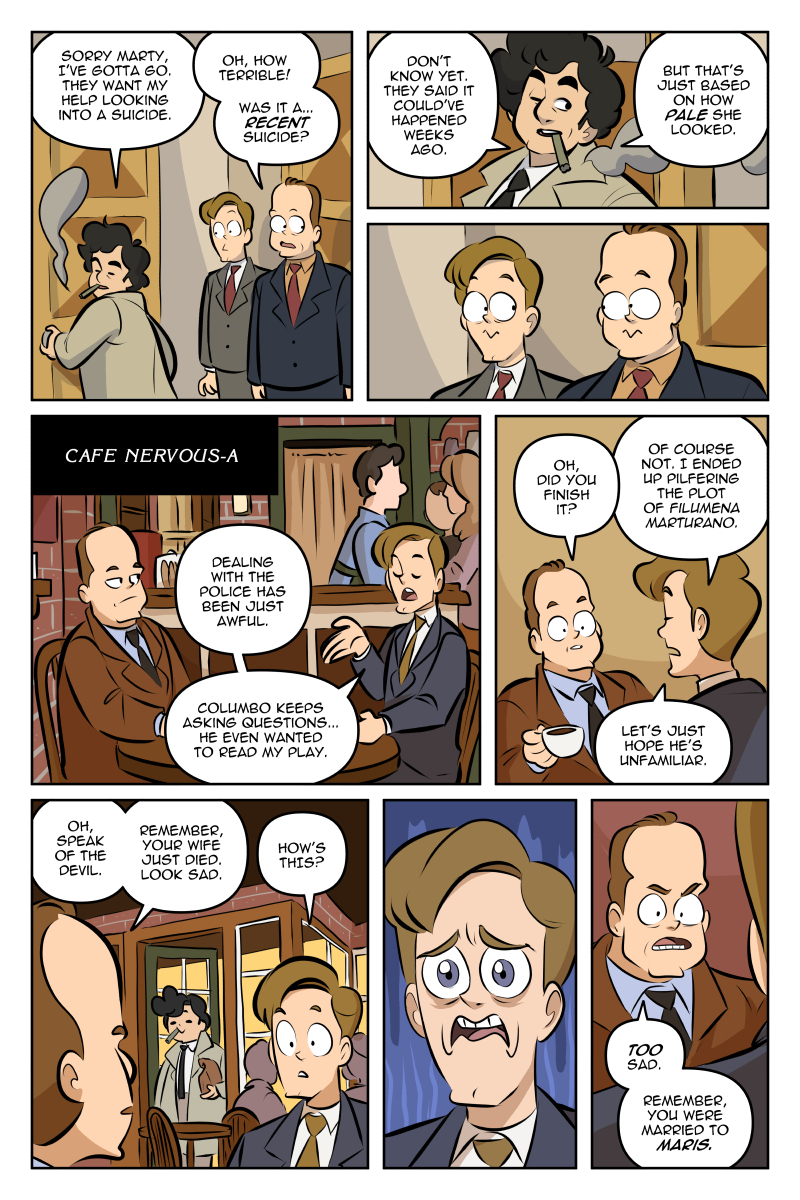 SORRY MARTY,
I'VE GOTTA GO.
THEY WANT MY
HELP LOOKING
INTO A SUICIDE.
OH, HOW
TERRIBLE!
WAS IT A...
RECENT
SUICIDE?
DON'T
KNOW YET.
THEY SAID IT
COULD'VE
HAPPENED
WEEKS
AGO.
BUT THAT'S
JUST BASED
ON HOW
PALE SHE
LOOKED.
CAFE NERVOUS-A
DEALING
WITH THE
POLICE HAS
BEEN JUST
AWFUL.
COLUMBO KEEPS
ASKING QUESTIONS...
HE EVEN WANTED
TO READ MY PLAY.
OH,
DID YOU
FINISH
IT?
OF COURSE
NOT. I ENDED
UP PILFERING
THE PLOT
OF FILUMENA
MARTURANO.
LET'S JUST
HOPE HE'S
UNFAMILIAR.
OH,
SPEAK
OF THE
DEVIL.
REMEMBER,
YOUR WIFE
JUST DIED.
LOOK SAD.
HOW'S
THIS?
TOO
SAD.
REMEMBER,
YOU WERE
MARRIED TO
MARIS.